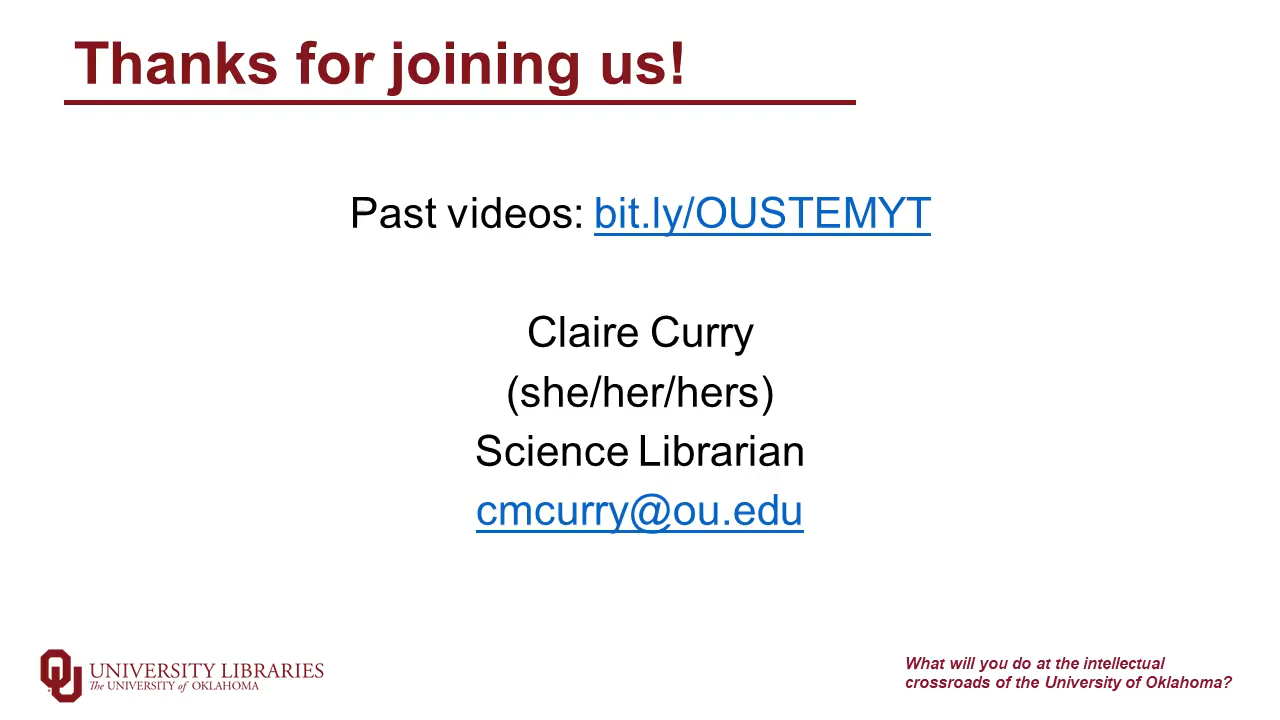 Thanks for joining us!
Past videos: bit.ly/OUSTEMYT
Claire Curry
(she/her/hers)
Science Librarian
cmcurry@ou.edu
OU
UNIVERSITY LIBRARIES
The UNIVERSITY of OKLAHOMA
What will you do at the intellectual
crossroads of the University of Oklahoma?